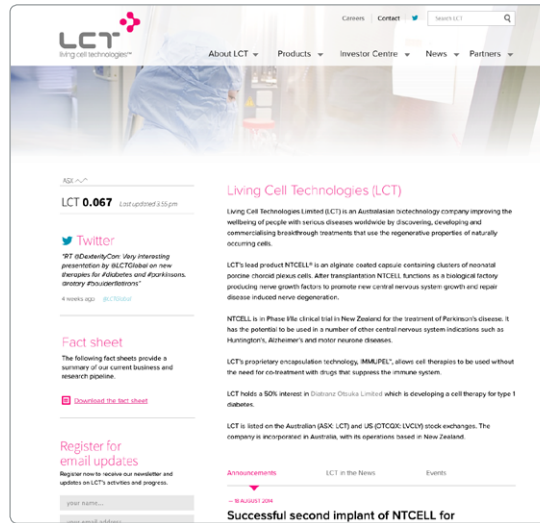 Careers Contact Search LCT
LCT
living cell technologies™
About LCT Products Investor Centre News Partners
ASX
LCT 0.067 Last updated 3:55pm
Twitter
"RT @DexterityCon: Very interesting
presentation by @LCTGlobal on new
therapies for #diabetes and #parkinsons.
4 weeks ago @LCTGlobal
Fact sheet
The following fact sheets provide a
summary of our current business and
research pipeline.
Download the fact sheet
Register for
email updates
Register now to receive our newsletter and
updates on LCT's activities and progress.
your name...
your email address
Living Cell Technologies (LCT)
Living Cell Technologies Limited (LCT) is an Australasian biotechnology company improving the
wellbeing of people with serious diseases worldwide by discovering, developing and
commercialising breakthrough treatments that use the regenerative properties of naturally
occurring cells.
LCT's lead product NTCELL® is an alginate coated capsule containing clusters of neonatal
porcine choroid plexus cells. After transplantation NTCELL functions as a biological factory
producing nerve growth factors to promote new central nervous system growth and repair
disease induced nerve degeneration.
NTCELL is in Phase I/IIa clinical trial in New Zealand for the treatment of Parkinson's disease. It
has the potential to be used in a number of other central nervous system indications such as
Huntington's, Alzheimer's and motor neurone diseases.
LCT's proprietary encapsulation technology, IMMUPEL™, allows cell therapies to be used without
the need for co-treatment with drugs that suppress the immune system.
LCT holds a 50% interest in Diatranz Otsuka Limited which is developing a cell therapy for type 1
diabetes.
LCT is listed on the Australian (ASX: LCT) and US (OTCQX: LVCLY) stock exchanges. The
company is incorporated in Australia, with its operations based in New Zealand.
Announcements LCT in the News Events
— 18 AUGUST 2014
Successful second implant of NTCELL for